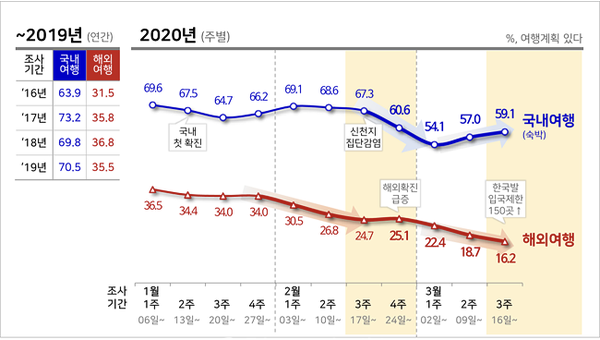 ~2019년 (연간)
조사
기간
국내
여행
해외
여행
'16년 63.9 31.5
'17년 73.2 35.8
'18년 69.8 36.8
'19년 70.5 35.5
2020년 (주별)
%, 여행계획 있다
69.6 67.5 64.7 66.2 69.1 68.6 67.3 60.6 54.1 57.0 59.1
국내여행
(숙박)
국내
첫 확진
신천지
집단감염
해외확진
급증
한국발
입국제한
150곳↑
36.5 34.4 34.0 34.0 30.5 26.8 24.7 25.1 22.4 18.7 16.2
해외여행
조사
기간
1월 2월 3월
1주 2주 3주 4주 1주 2주 3주 4주 1주 2주 3주
06일~ 13일~ 20일~ 27일~ 03일~ 10일~ 17일~ 24일~ 02일~ 09일~ 16일~